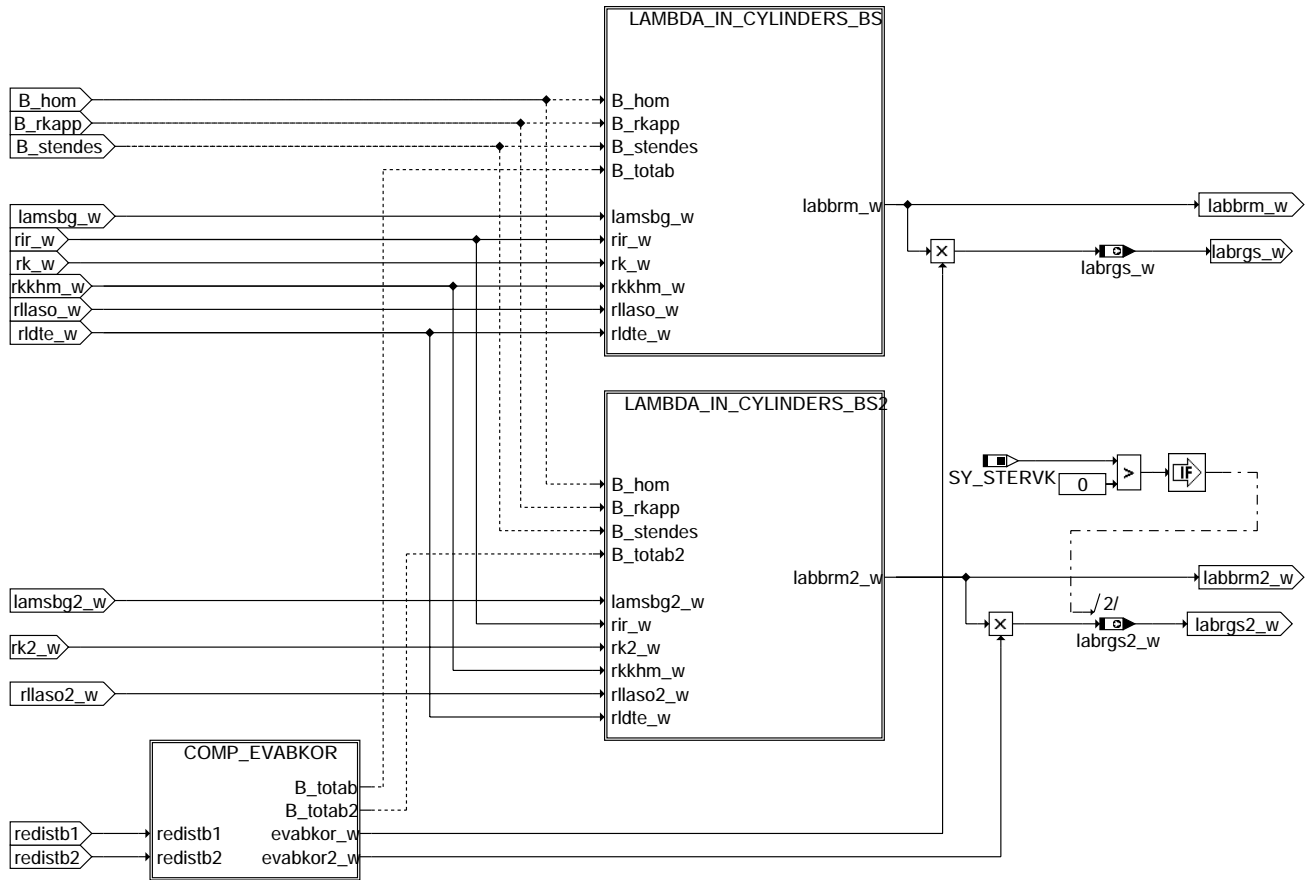 LAMBDA_IN_CYLINDERS_BS
B_hom
B_rkapp
B_stendes
B_hom
B_rkapp
B_stendes
B_totab
lamsbg_w
rir_w
rk_w
rkkhm_w
rllaso_w
rldte_w
lamsbg_w
rir_w
rk_w
rkkhm_w
rllaso_w
rldte_w
labbrm_w
labbrm_w
×
labrgs_w
labrgs_w
LAMBDA_IN_CYLINDERS_BS2
B_hom
B_rkapp
B_stendes
B_totab2
SY_STERVK
0
>
IF
lamsbg2_w
rk2_w
rllaso2_w
lamsbg2_w
rir_w
rk2_w
rkkhm_w
rllaso2_w
rldte_w
labbrm2_w
labbrm2_w
×
/2/
labrgs2_w
labrgs2_w
COMP_EVABKOR
B_totab
B_totab2
redistb1
redistb2
redistb1
redistb2
evabkor_w
evabkor2_w